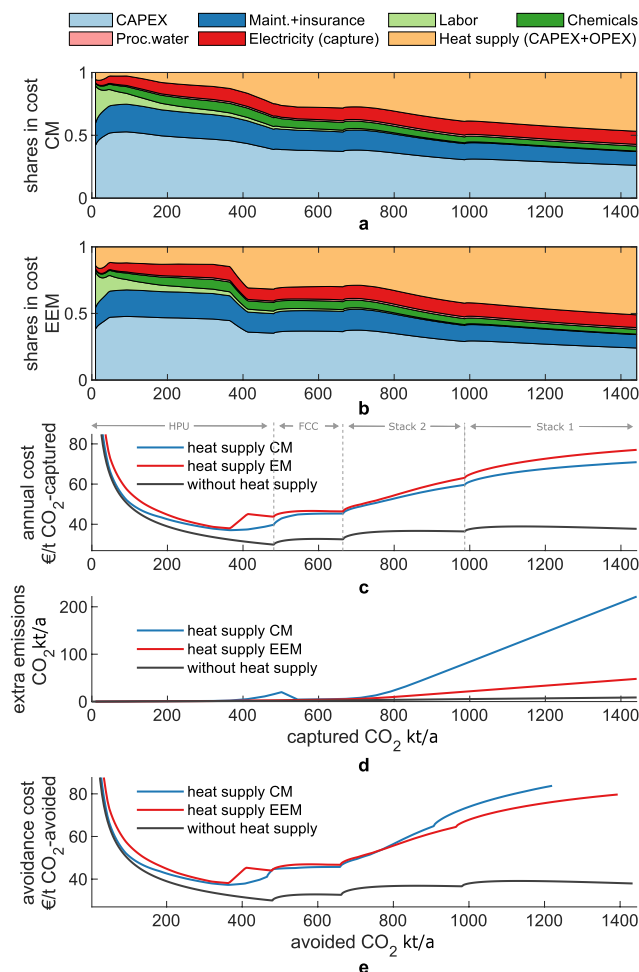 CAPEX Maint.+insurance Labor Chemicals
Proc.water Electricity (capture) Heat supply (CAPEX+OPEX)
shares in cost
CM
1
0.5
0
0 200 400 600 800 1000 1200 1400
a
shares in cost
EEM
1
0.5
0
0 200 400 600 800 1000 1200 1400
b
HPU FCC Stack 2 Stack 1
annual cost
€/t CO2-captured
80
60
40
heat supply CM
heat supply EM
without heat supply
0 200 400 600 800 1000 1200 1400
c
extra emissions
CO2kt/a
200
100
0
heat supply CM
heat supply EEM
without heat supply
0 200 400 600 800 1000 1200 1400
captured CO2 kt/a
d
avoidance cost
€/t CO2-avoided
80
60
40
heat supply CM
heat supply EEM
without heat supply
200 400 600 800 1000 1200 1400
avoided CO2 kt/a
e